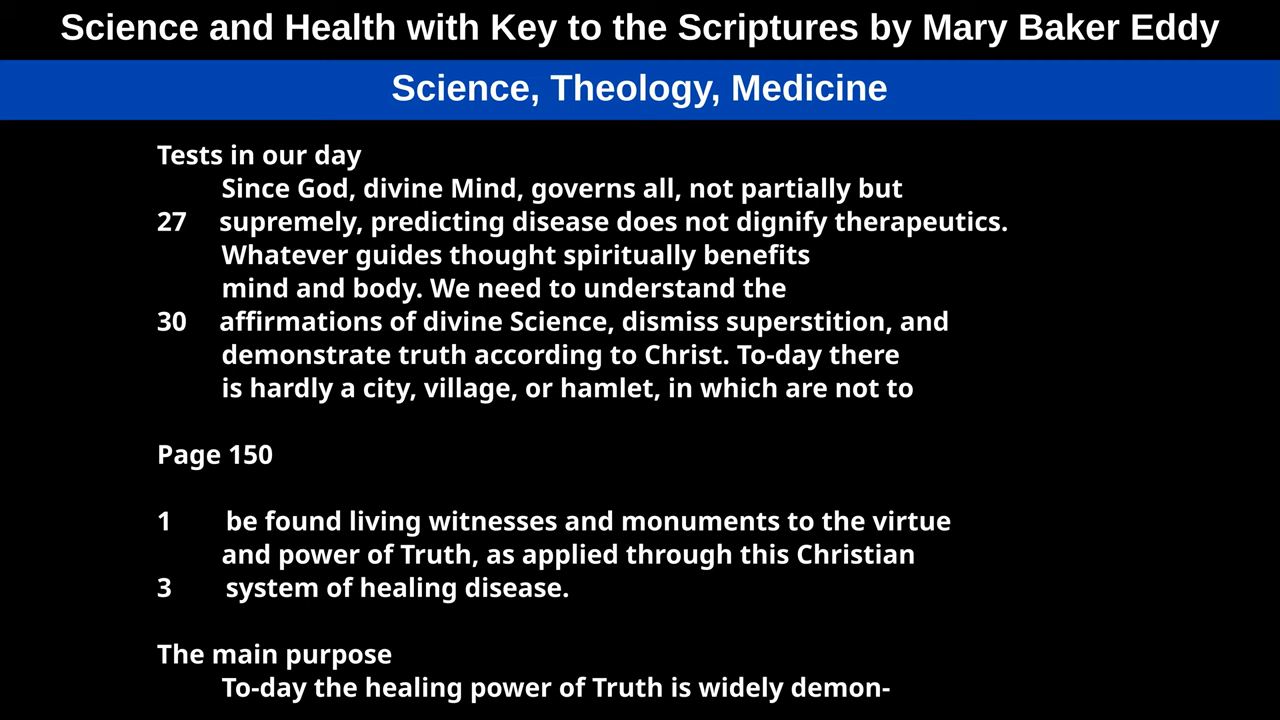 Science and Health with Key to the Scriptures by Mary Baker Eddy
Science, Theology, Medicine
Tests in our day
Since God, divine Mind, governs all, not partially but
27 supremely, predicting disease does not dignify therapeutics.
Whatever guides thought spiritually benefits
mind and body. We need to understand the
30 affirmations of divine Science, dismiss superstition, and
demonstrate truth according to Christ. To-day there
is hardly a city, village, or hamlet, in which are not to
Page 150
1 be found living witnesses and monuments to the virtue
and power of Truth, as applied through this Christian
3 system of healing disease.
The main purpose
To-day the healing power of Truth is widely demon-